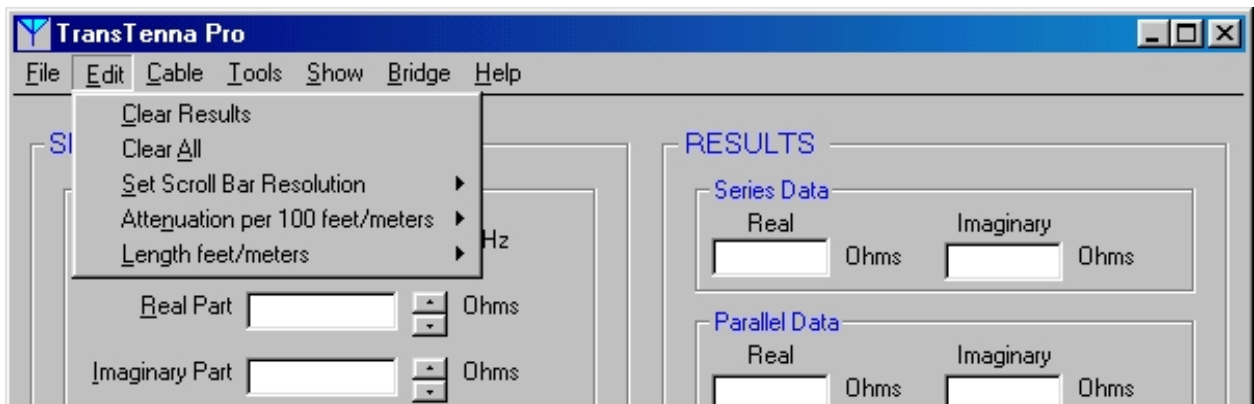 TransTenna Pro
File Edit Cable Tools Show Bridge Help
Clear Results
Clear All
Set Scroll Bar Resolution
Attenuation per 100 feet/meters
Length feet/meters
Hz
Real Part Ohms
Imaginary Part Ohms
RESULTS
Series Data
Real Imaginary
Ohms Ohms
Parallel Data
Real Imaginary
Ohms Ohms